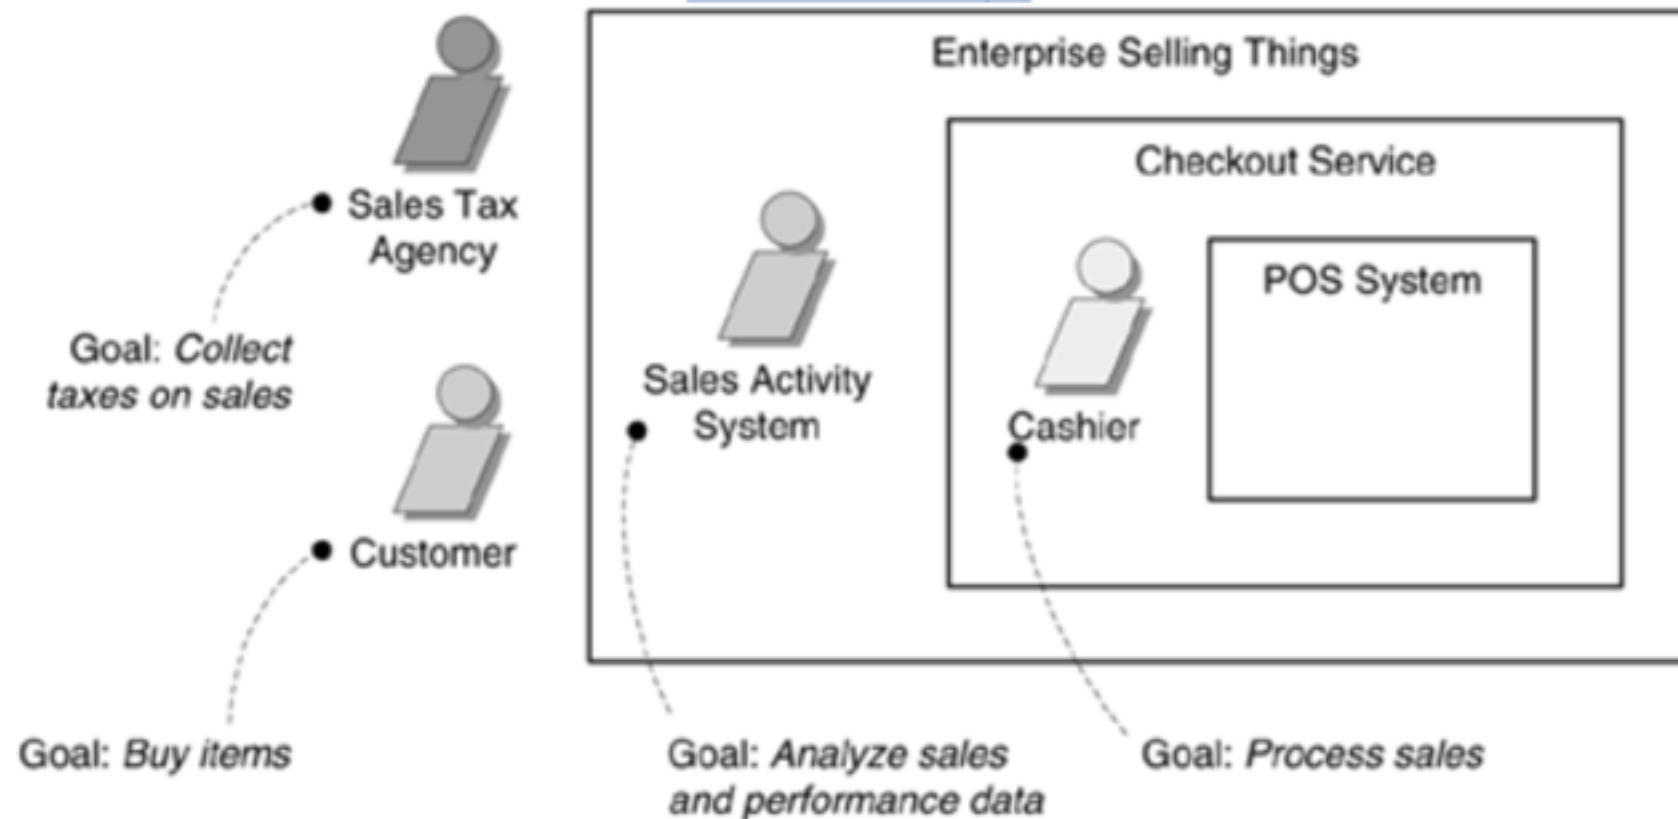 Enterprise Selling Things
Checkout Service
POS System
Sales Tax
Agency
Goal: Collect
taxes on sales
Sales Activity
System
Cashier
Customer
Goal: Buy items
Goal: Analyze sales
and performance data
Goal: Process sales